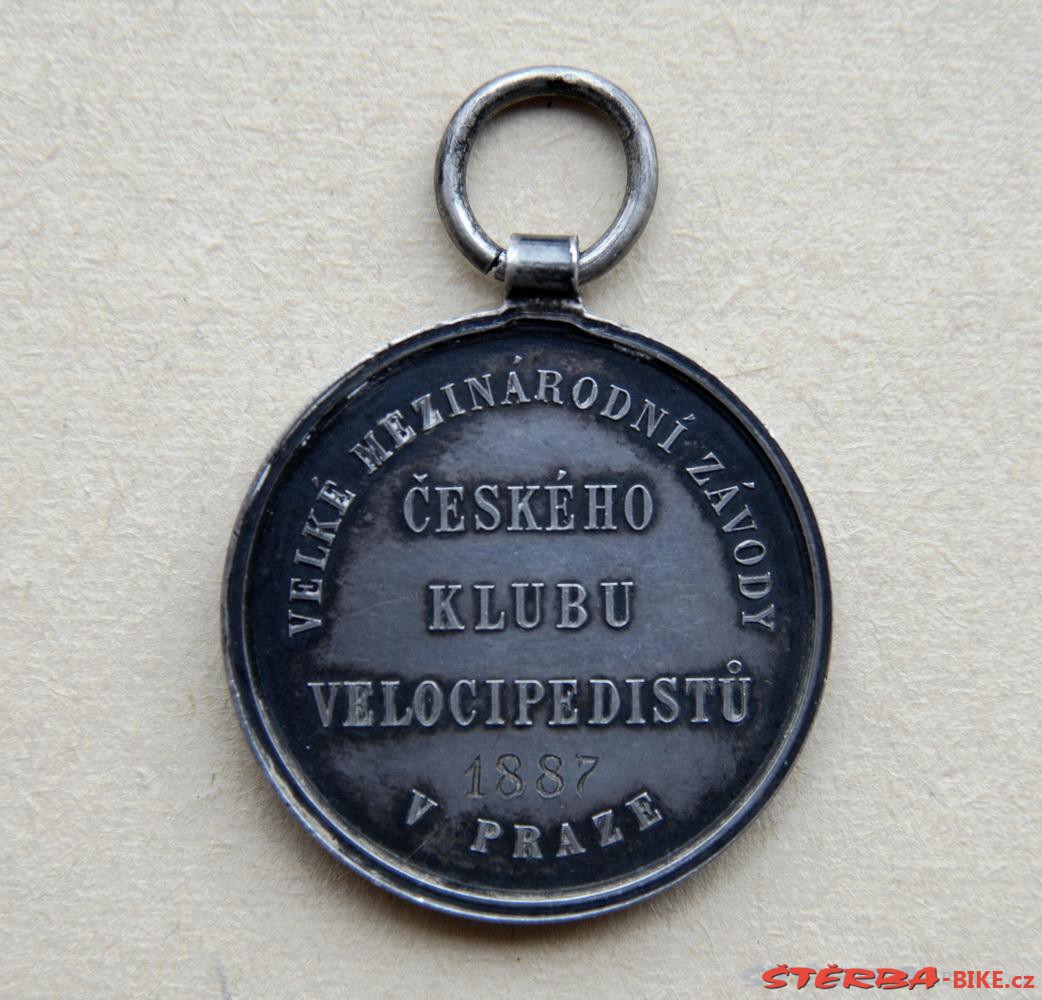 VELKÉ MEZINÁRODNÍ ZÁVODY
ČESKÉHO
KLUBU
VELOCIPEDISTŮ
1887
V PRAZE
ŠTĚRBA-BIKE.cz